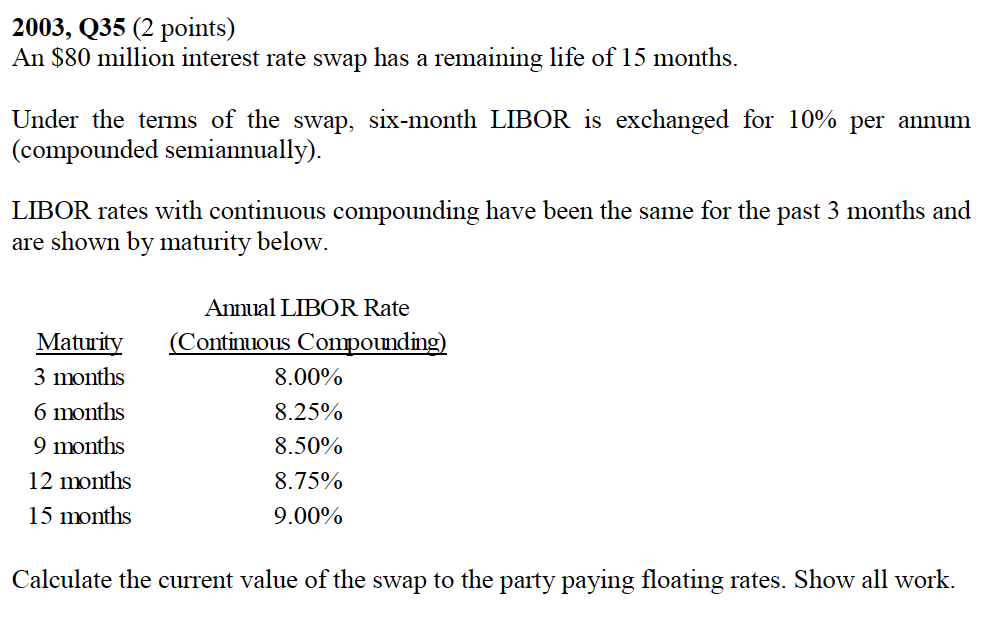 2003, Q35 (2 points)
An $80 million interest rate swap has a remaining life of 15 months.
Under the terms of the swap, six-month LIBOR is exchanged for 10% per annum
(compounded semiannually).
LIBOR rates with continuous compounding have been the same for the past 3 months and
are shown by maturity below.
Annual LIBOR Rate
Maturity (Continuous Compounding)
3 months 8.00%
6 months 8.25%
9 months 8.50%
12 months 8.75%
15 months 9.00%
Calculate the current value of the swap to the party paying floating rates. Show all work.